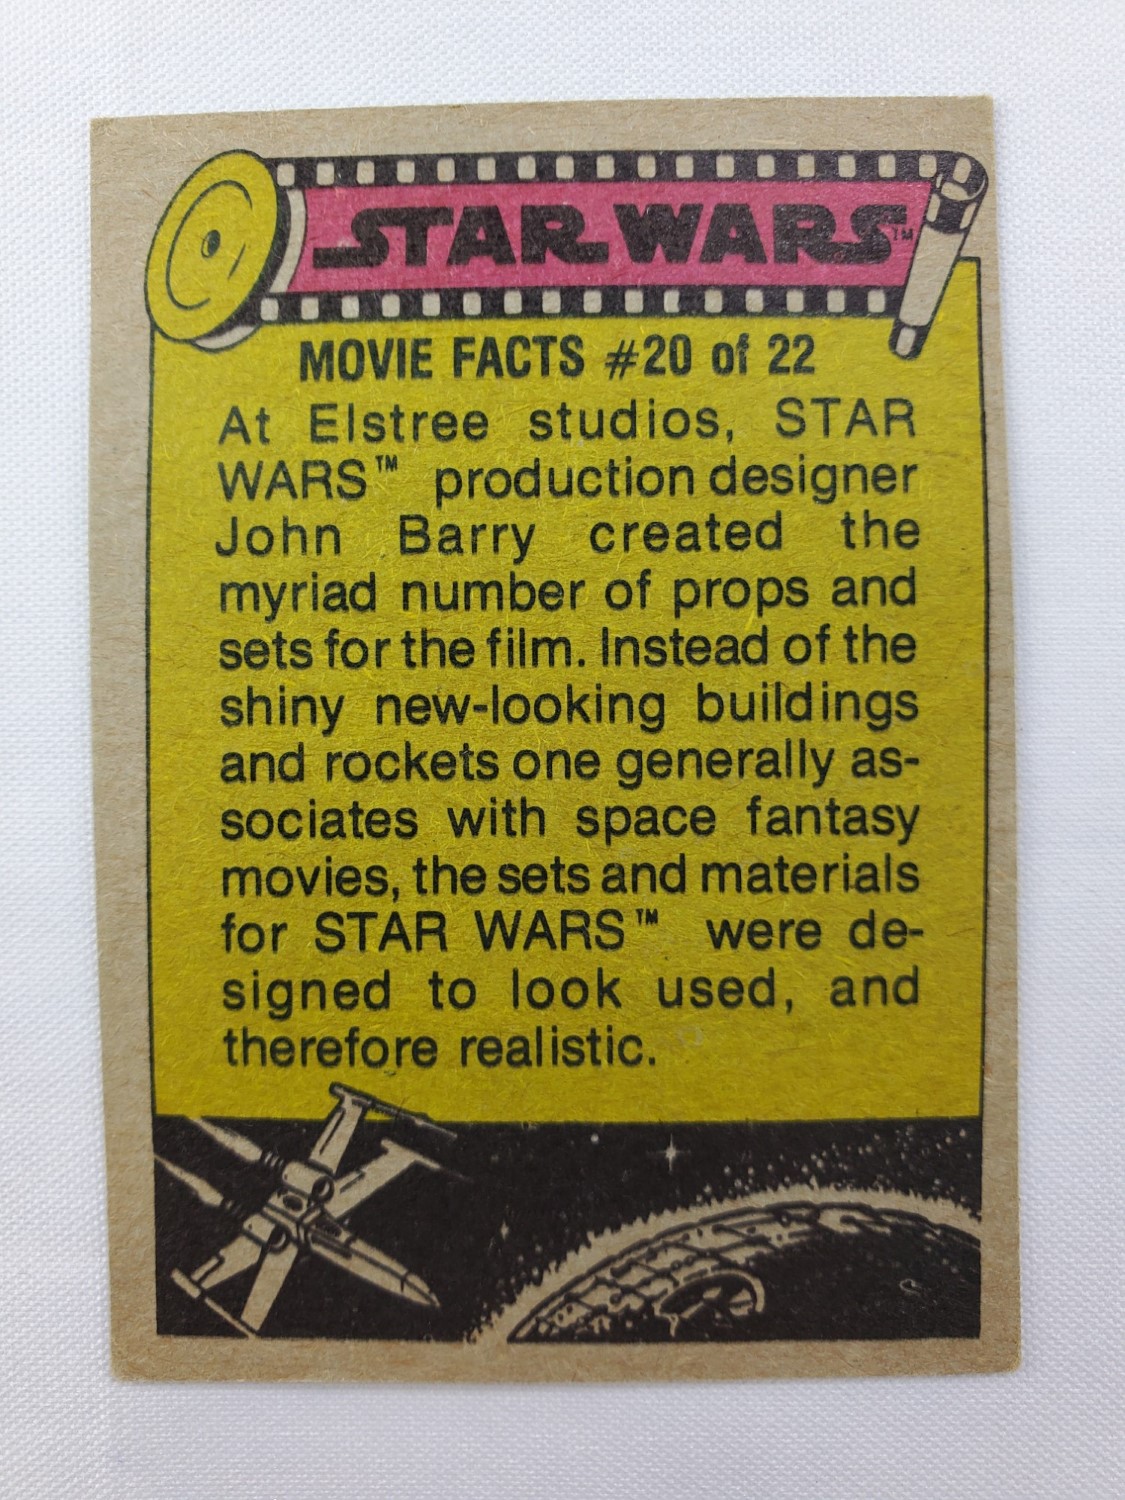 STAR WARS™
MOVIE FACTS #20 of 22
At Elstree studios, STAR
WARS™ production designer
John Barry created the
myriad number of props and
sets for the film. Instead of the
shiny new-looking buildings
and rockets one generally as-
sociates with space fantasy
movies, the sets and materials
for STAR WARS™ were de-
signed to look used, and
therefore realistic.